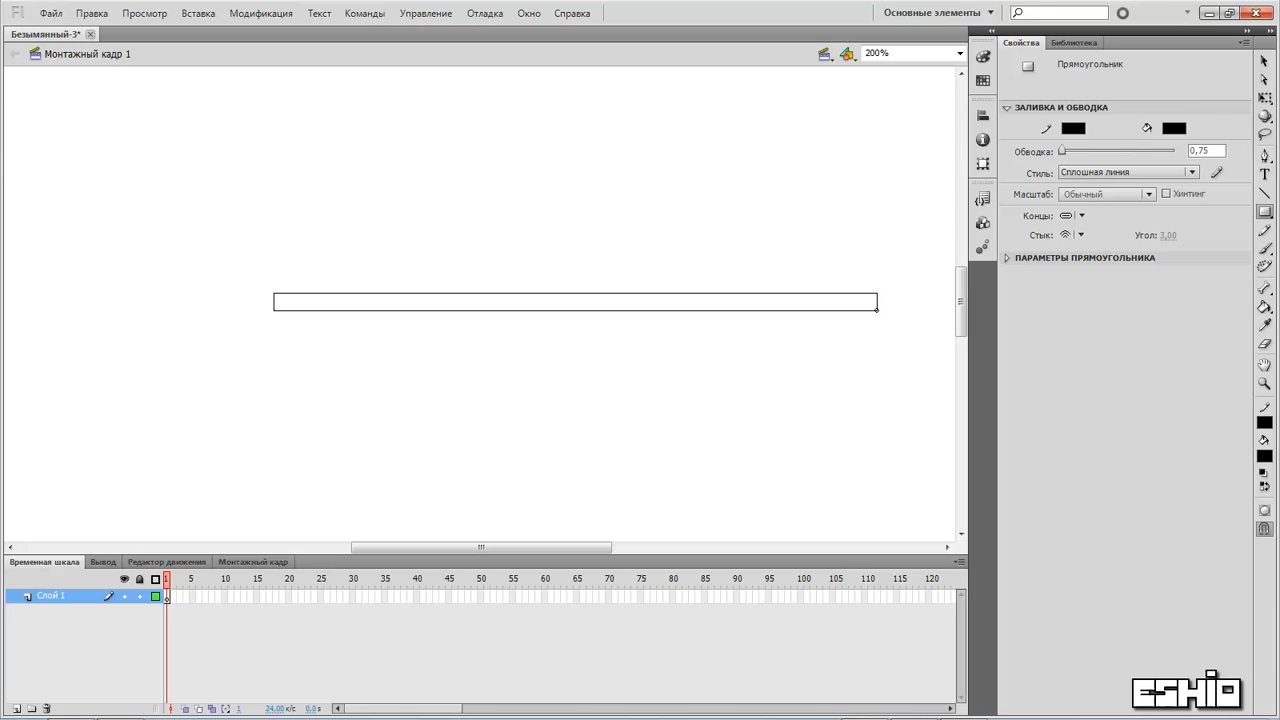 Fl Файл Правка Просмотр Вставка Модификация Текст Команды Управление Отладка Окно Справка Основные элементы
Безымянный-3*
Монтажный кадр 1 200%
Свойства Библиотека
Прямоугольник
ЗАЛИВКА И ОБВОДКА
Обводка: 0,75
Стиль: Сплошная линия
Масштаб: Обычный Хинтинг
Концы:
Стык: Угол: 3,00
ПАРАМЕТРЫ ПРЯМОУГОЛЬНИКА
Временная шкала Вывод Редактор движения Монтажный кадр
1 5 10 15 20 25 30 35 40 45 50 55 60 65 70 75 80 85 90 95 100 105 110 115 120
Слой 1
1 24.00 к/с 0.0 s
ESHIO